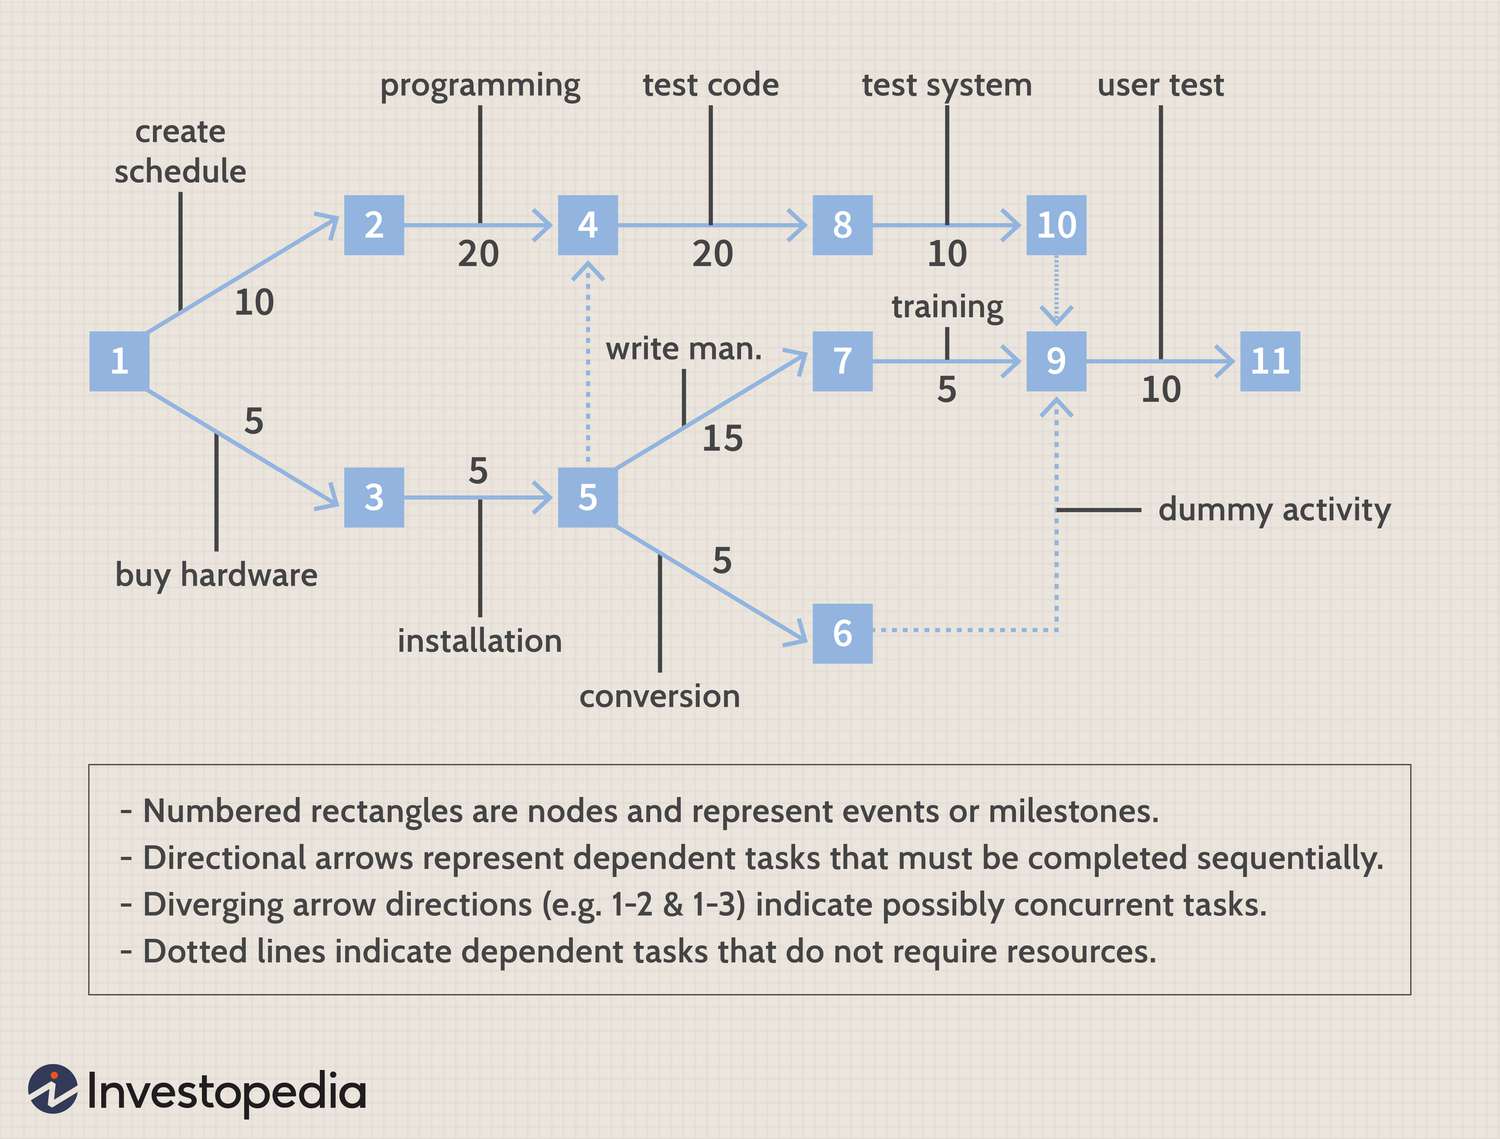 programming
test code
test system
user test
create
schedule
2
4
8
10
20
20
10
10
training
1
write man.
7
9
11
5
5
10
15
5
3
5
5
dummy activity
buy hardware
6
installation
conversion
- Numbered rectangles are nodes and represent events or milestones.
- Directional arrows represent dependent tasks that must be completed sequentially.
- Diverging arrow directions (e.g. 1-2 & 1-3) indicate possibly concurrent tasks.
- Dotted lines indicate dependent tasks that do not require resources.
Investopedia